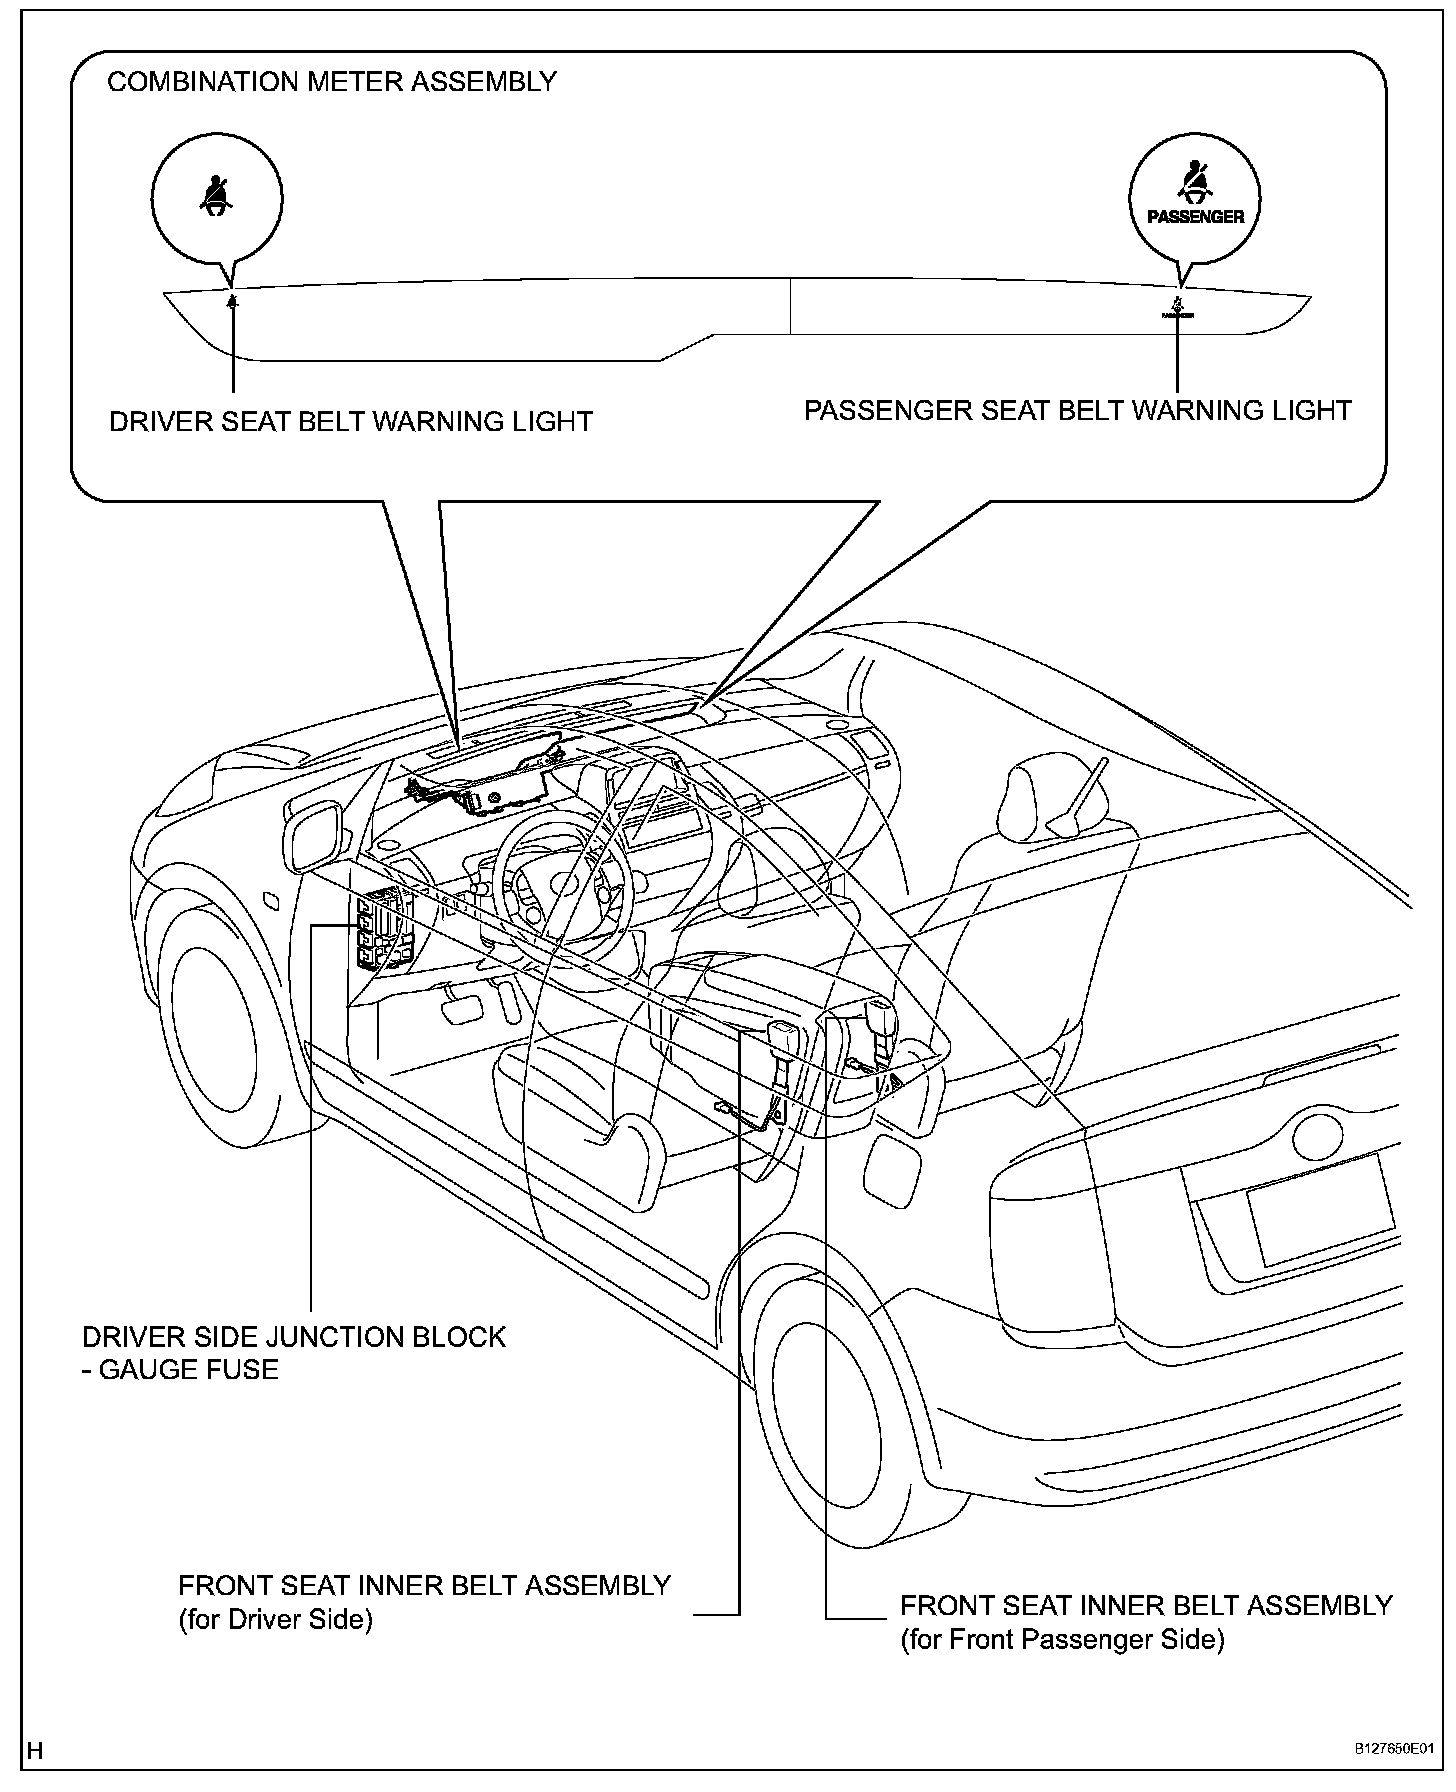 COMBINATION METER ASSEMBLY
PASSENGER
PASSENGER
DRIVER SEAT BELT WARNING LIGHT
PASSENGER SEAT BELT WARNING LIGHT
DRIVER SIDE JUNCTION BLOCK
- GAUGE FUSE
FRONT SEAT INNER BELT ASSEMBLY
(for Driver Side)
FRONT SEAT INNER BELT ASSEMBLY
(for Front Passenger Side)
H
B127650E01